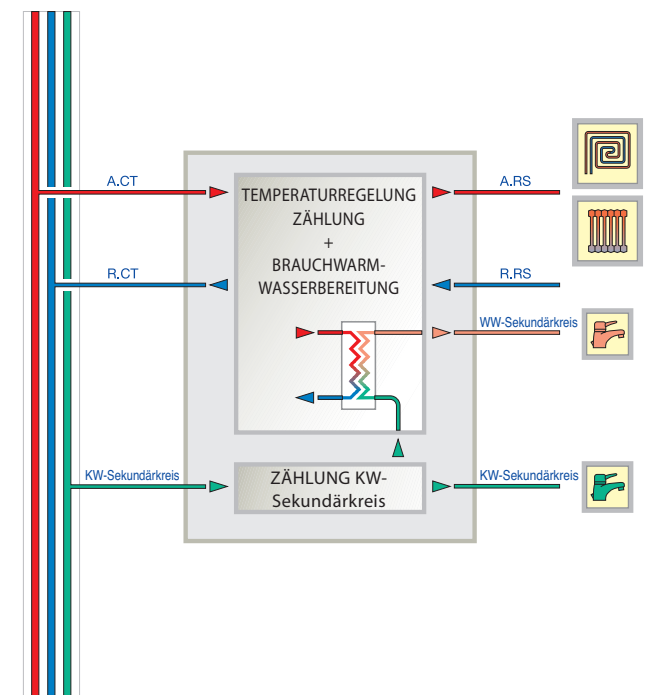 A.CT
TEMPERATURREGELUNG
ZÄHLUNG
+
BRAUCHWARM-
WASSERBEREITUNG
A.RS
R.CT
R.RS
WW-Sekundärkreis
KW-Sekundärkreis
ZÄHLUNG KW-
Sekundärkreis
KW-Sekundärkreis